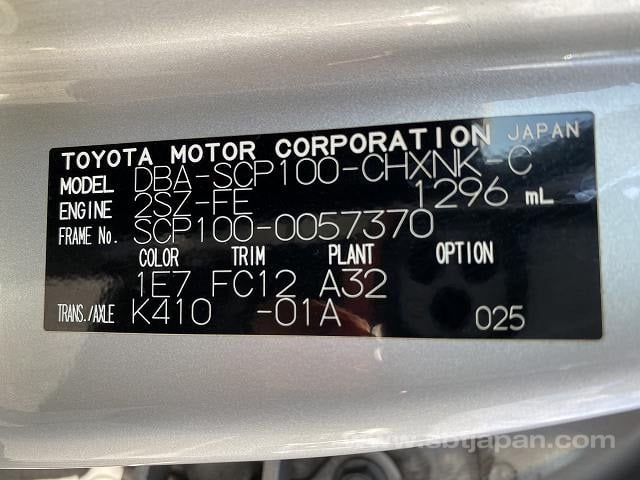 TOYOTA MOTOR CORPORATION JAPAN
MODEL DBA-SCP100-CHXNK-C
ENGINE 2SZ-FE 1296 mL
FRAME No. SCP100-0057370
COLOR TRIM PLANT OPTION
1E7 FC12 A32
TRANS./AXLE K410 -01A 025
www.sbtjapan.com